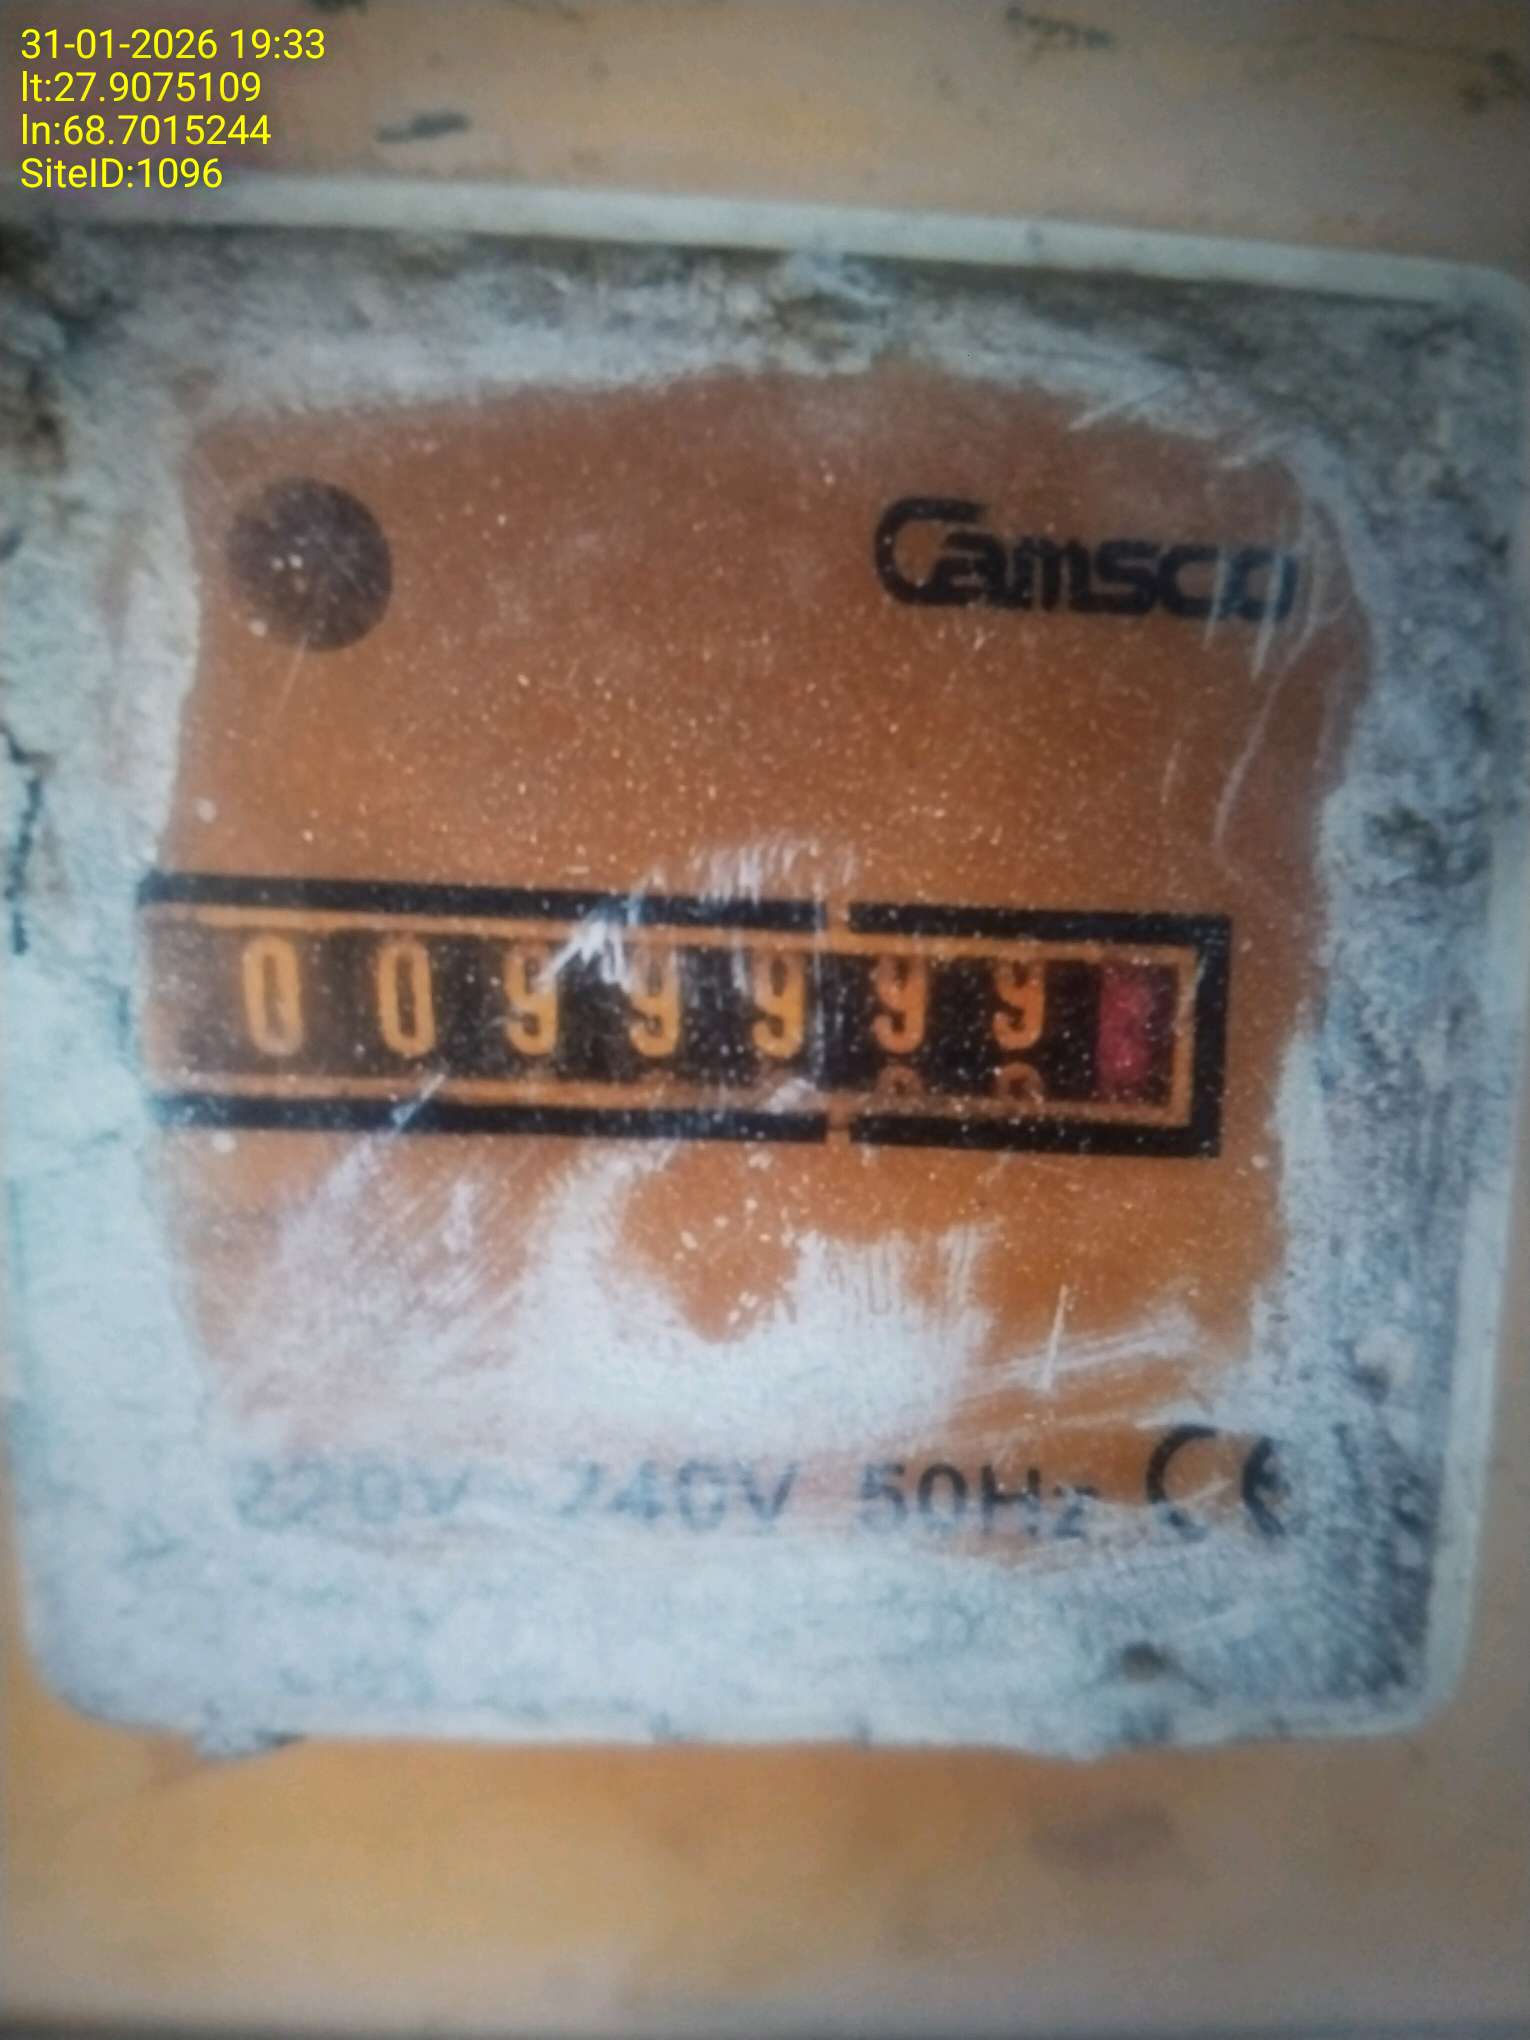 31-01-2026 19:33
lt:27.9075109
ln:68.7015244
SiteID:1096
Camsco
0099999
220V-240V 50Hz CE